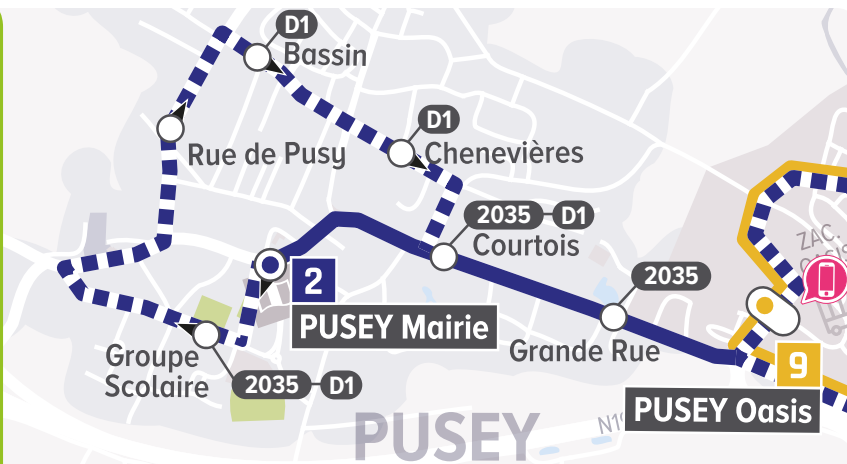 D1
Bassin
D1
Rue de Pusy
Chenevières
2035 D1
Courtois
ZAC.
2
2035
PUSEY Mairie
Groupe
Scolaire
2035 D1
Grande Rue
9
PUSEY Oasis
PUSEY